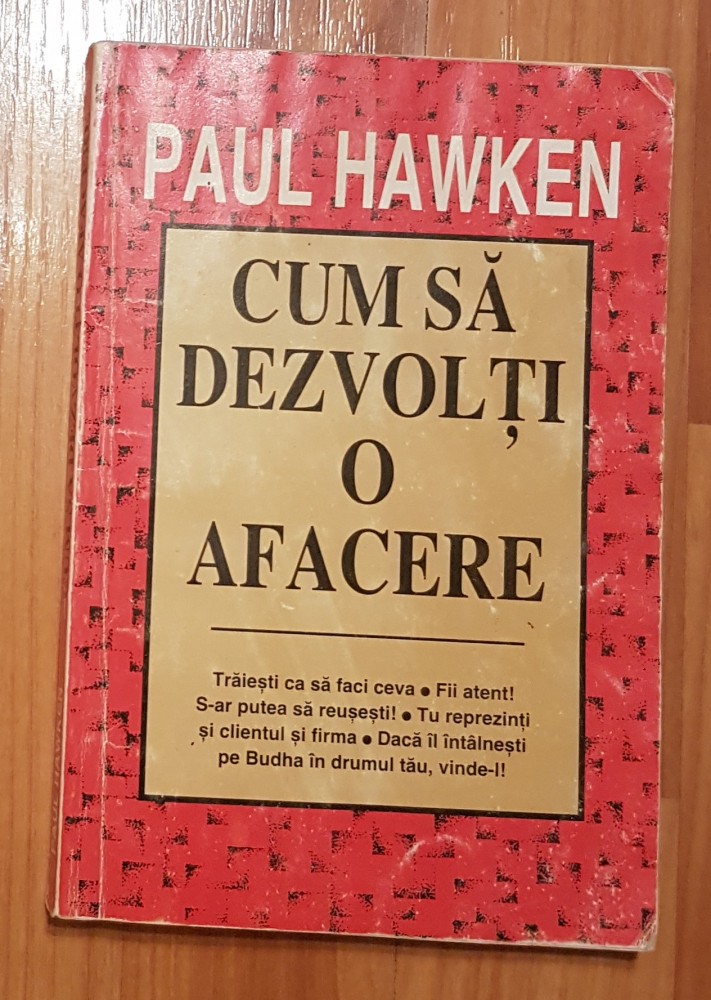 PAUL HAWKEN
CUM SĂ
DEZVOLȚI
O
AFACERE
Trăiești ca să faci ceva • Fii atent!
S-ar putea să reușești! • Tu reprezinți
și clientul și firma • Dacă îl întâlnești
pe Budha în drumul tău, vinde-l!